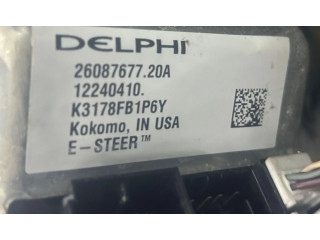 DELPHI
26087677.20A
12240410.
K3178FB1P6Y
Kokomo, IN USA
E-STEER™